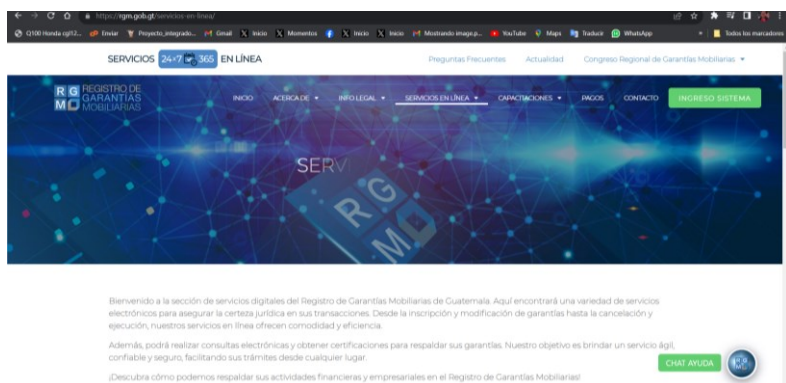 https://rgm.gob.gt/servicios-en-linea/
Q100 Honda cgl12... Enviar Proyecto_integrado... Gmail Inicio Momentos Inicio Inicio Mostrando image.p... YouTube Maps Traducir WhatsApp » Todos los marcadores
SERVICIOS 24×7 365 EN LÍNEA Preguntas Frecuentes Actualidad Congreso Regional de Garantías Mobiliarias
RG REGISTRO DE
GARANTÍAS
M MOBILIARIAS
INICIO ACERCA DE INFO LEGAL SERVICIOS EN LÍNEA CAPACITACIONES PAGOS CONTACTO INGRESO SISTEMA
SERV
RG
M
Bienvenido a la sección de servicios digitales del Registro de Garantías Mobiliarias de Guatemala. Aquí encontrará una variedad de servicios
electrónicos para asegurar la certeza jurídica en sus transacciones. Desde la inscripción y modificación de garantías hasta la cancelación y
ejecución, nuestros servicios en línea ofrecen comodidad y eficiencia.
Además, podrá realizar consultas electrónicas y obtener certificaciones para respaldar sus garantías. Nuestro objetivo es brindar un servicio ágil,
confiable y seguro, facilitando sus trámites desde cualquier lugar.
CHAT AYUDA
¡Descubra cómo podemos respaldar sus actividades financieras y empresariales en el Registro de Garantías Mobiliarias!